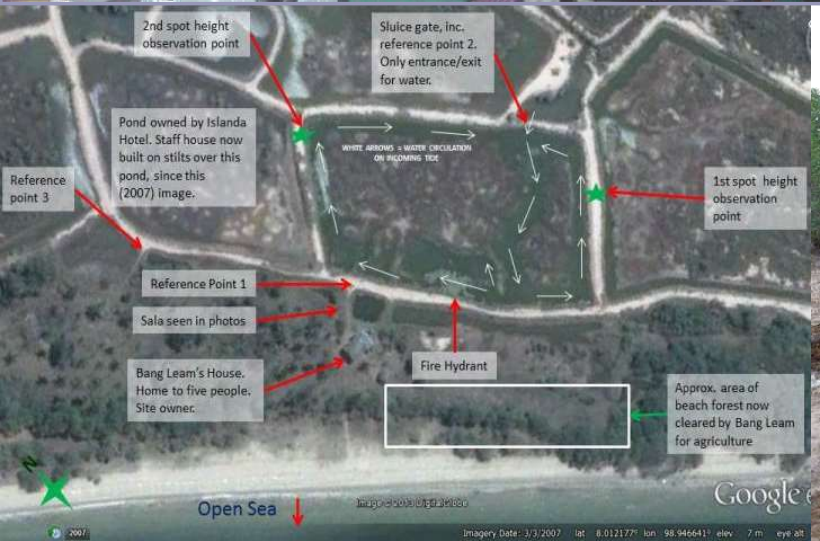 2nd spot height
observation point
Sluice gate, inc.
reference point 2.
Only entrance/exit
for water.
Pond owned by Islanda
Hotel. Staff house now
built on stilts over this
pond, since this
(2007) image.
WHITE ARROWS = WATER CIRCULATION
ON INCOMING TIDE
Reference
point 3
1st spot height
observation
point
Reference Point 1
Sala seen in photos
Fire Hydrant
Bang Leam's House.
Home to five people.
Site owner.
Approx. area of
beach forest now
cleared by Bang Leam
for agriculture
N
Open Sea
Image © 2013 DigitalGlobe
Google
2007
Imagery Date: 3/3/2007 lat 8.012177° lon 98.946641° elev 7 m eye alt